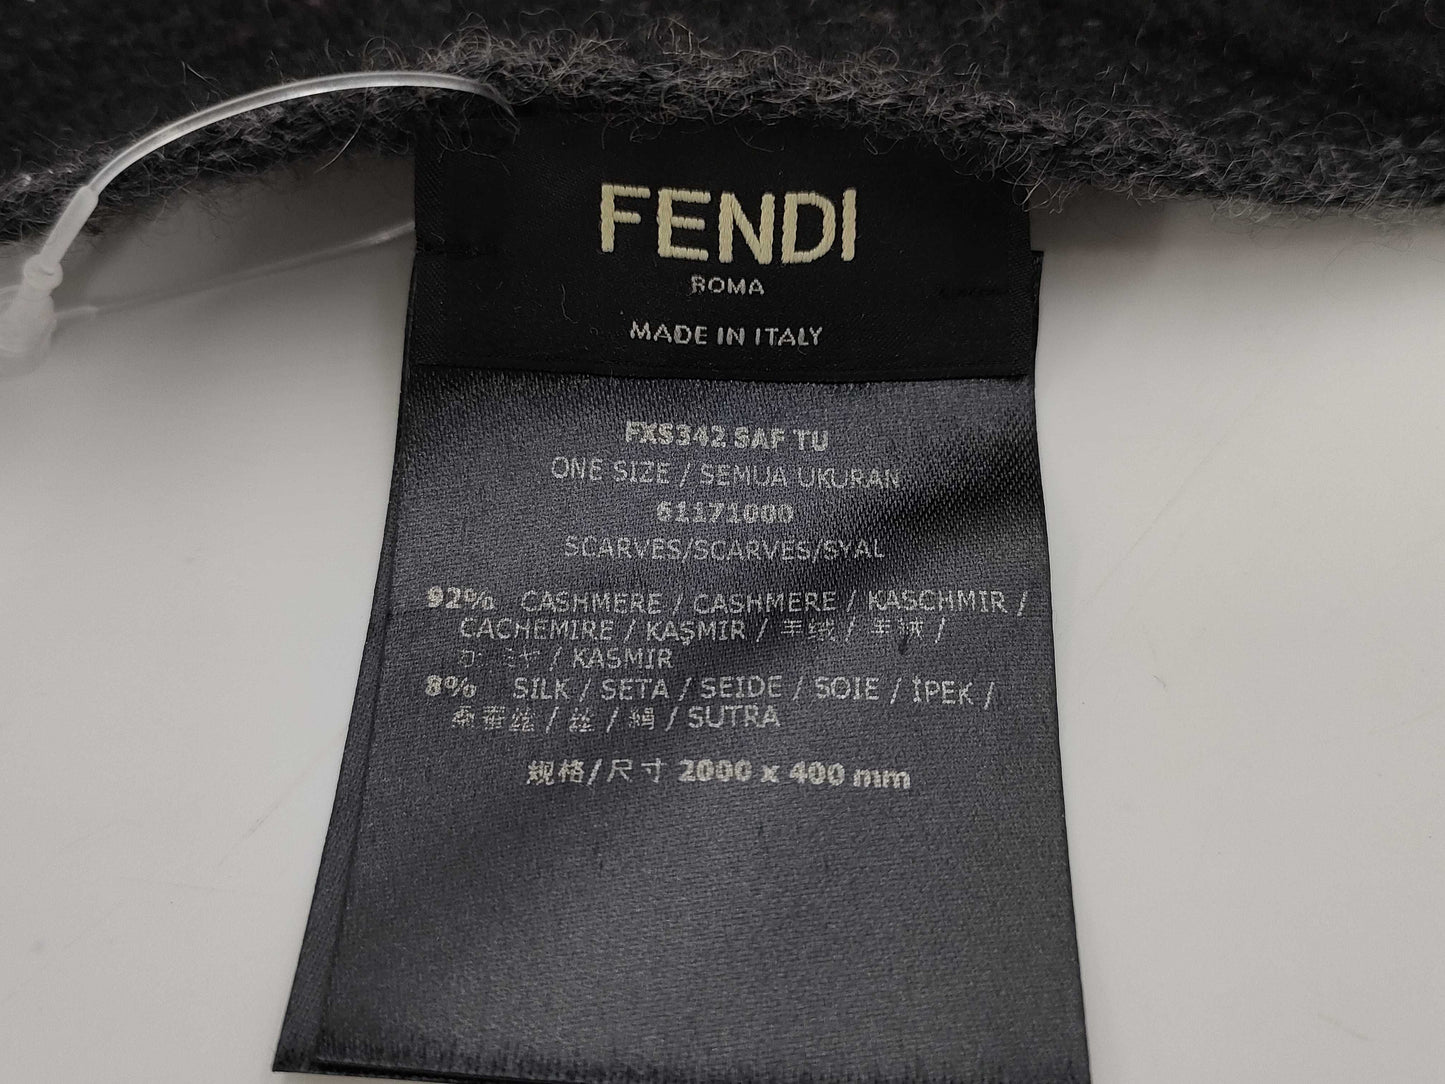 FENDI
ROMA
MADE IN ITALY
FXS342 SAF TU
ONE SIZE / SEMUA UKURAN
61171000
SCARVES/SCARVES/SYAL
92% CASHMERE / CASHMERE / KASCHMIR /
CACHEMIRE / KAŞMIR / 羊绒 / 羊絨 /
カシミヤ / KASMIR
8% SILK / SETA / SEIDE / SOIE / İPEK /
桑蚕丝 / 丝 / 絹 / SUTRA
规格/尺寸 2000 x 400 mm